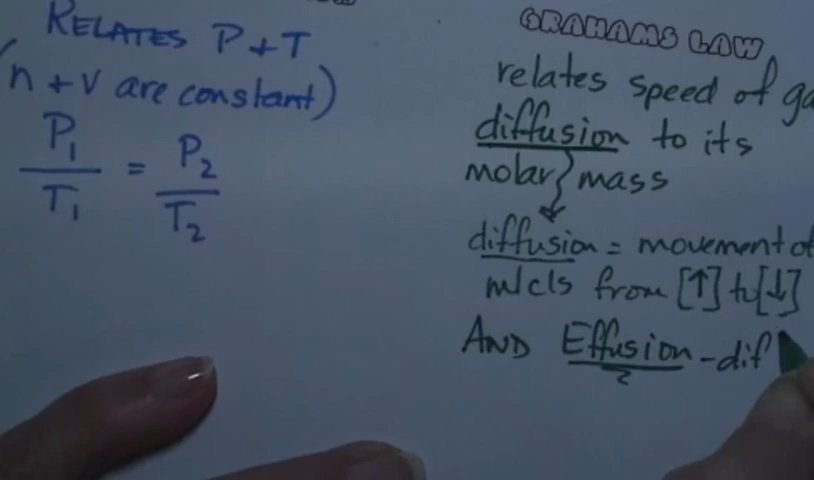 RELATES P + T
(n + V are constant)
P1/T1 = P2/T2
GRAHAMS LAW
relates speed of ga
diffusion to its
molar mass
diffusion = movement of
m/cls from [↑] to [↓]
AND Effusion - dif